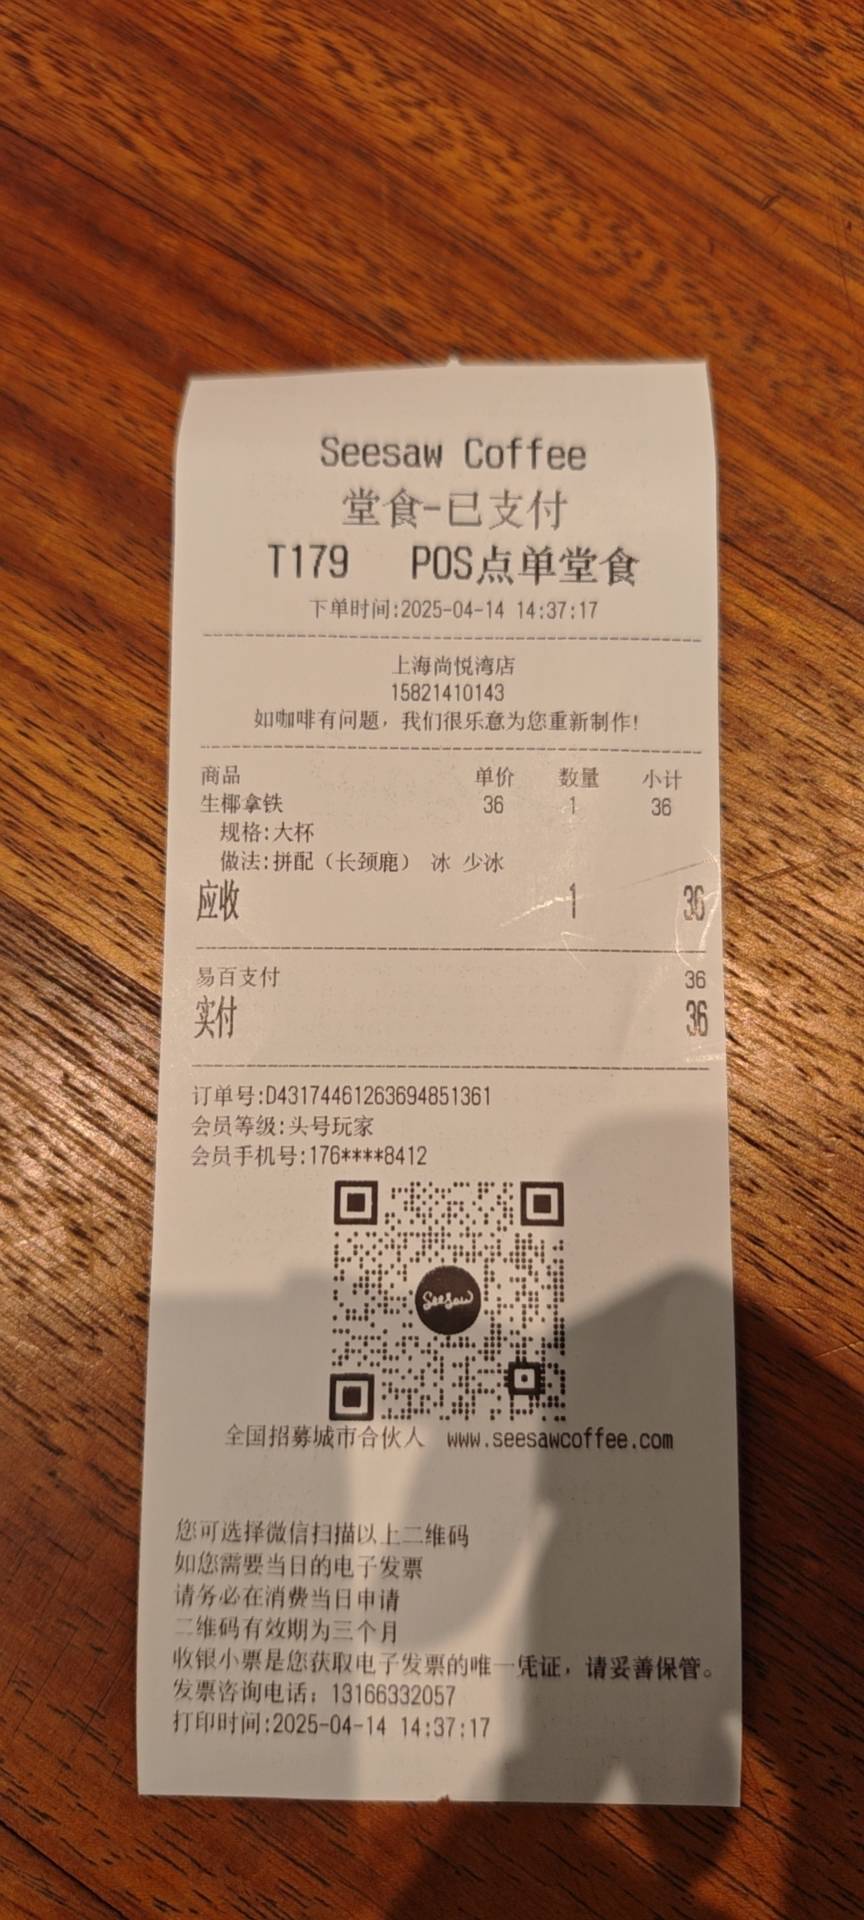 Seesaw Coffee
堂食-已支付
T179 POS点单堂食
下单时间:2025-04-14 14:37:17
上海尚悦湾店
15821410143
如咖啡有问题，我们很乐意为您重新制作!
商品 单价 数量 小计
生椰拿铁 36 1 36
规格:大杯
做法:拼配（长颈鹿） 冰 少冰
应收 1 36
易百支付 36
实付 36
订单号:D431744612636948​51361
会员等级:头号玩家
会员手机号:176****8412
Seesaw
全国招募城市合伙人 www.seesawcoffee.com
您可选择微信扫描以上二维码
如您需要当日的电子发票
请务必在消费当日申请
二维码有效期为三个月
收银小票是您获取电子发票的唯一凭证，请妥善保管。
发票咨询电话：13166332057
打印时间:2025-04-14 14:37:17